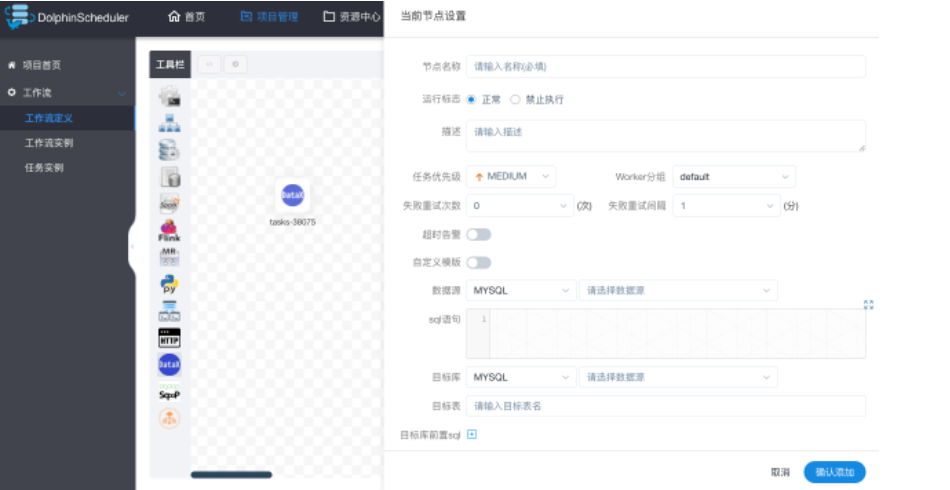 DolphinScheduler
首页
项目管理
资源中心
当前节点设置
项目首页
工作流
工作流定义
工作流实例
任务实例
工具栏
DataX
tasks-38075
Spark
Flink
MR
py
HTTP
DataX
Sqoop
节点名称 请输入名称(必填)
运行标志 正常 禁止执行
描述 请输入描述
任务优先级 MEDIUM Worker分组 default
失败重试次数 0 (次) 失败重试间隔 1 (分)
超时告警
自定义模版
数据源 MYSQL 请选择数据源
sql语句 1
目标库 MYSQL 请选择数据源
目标表 请输入目标表名
目标库前置sql
取消 确认添加